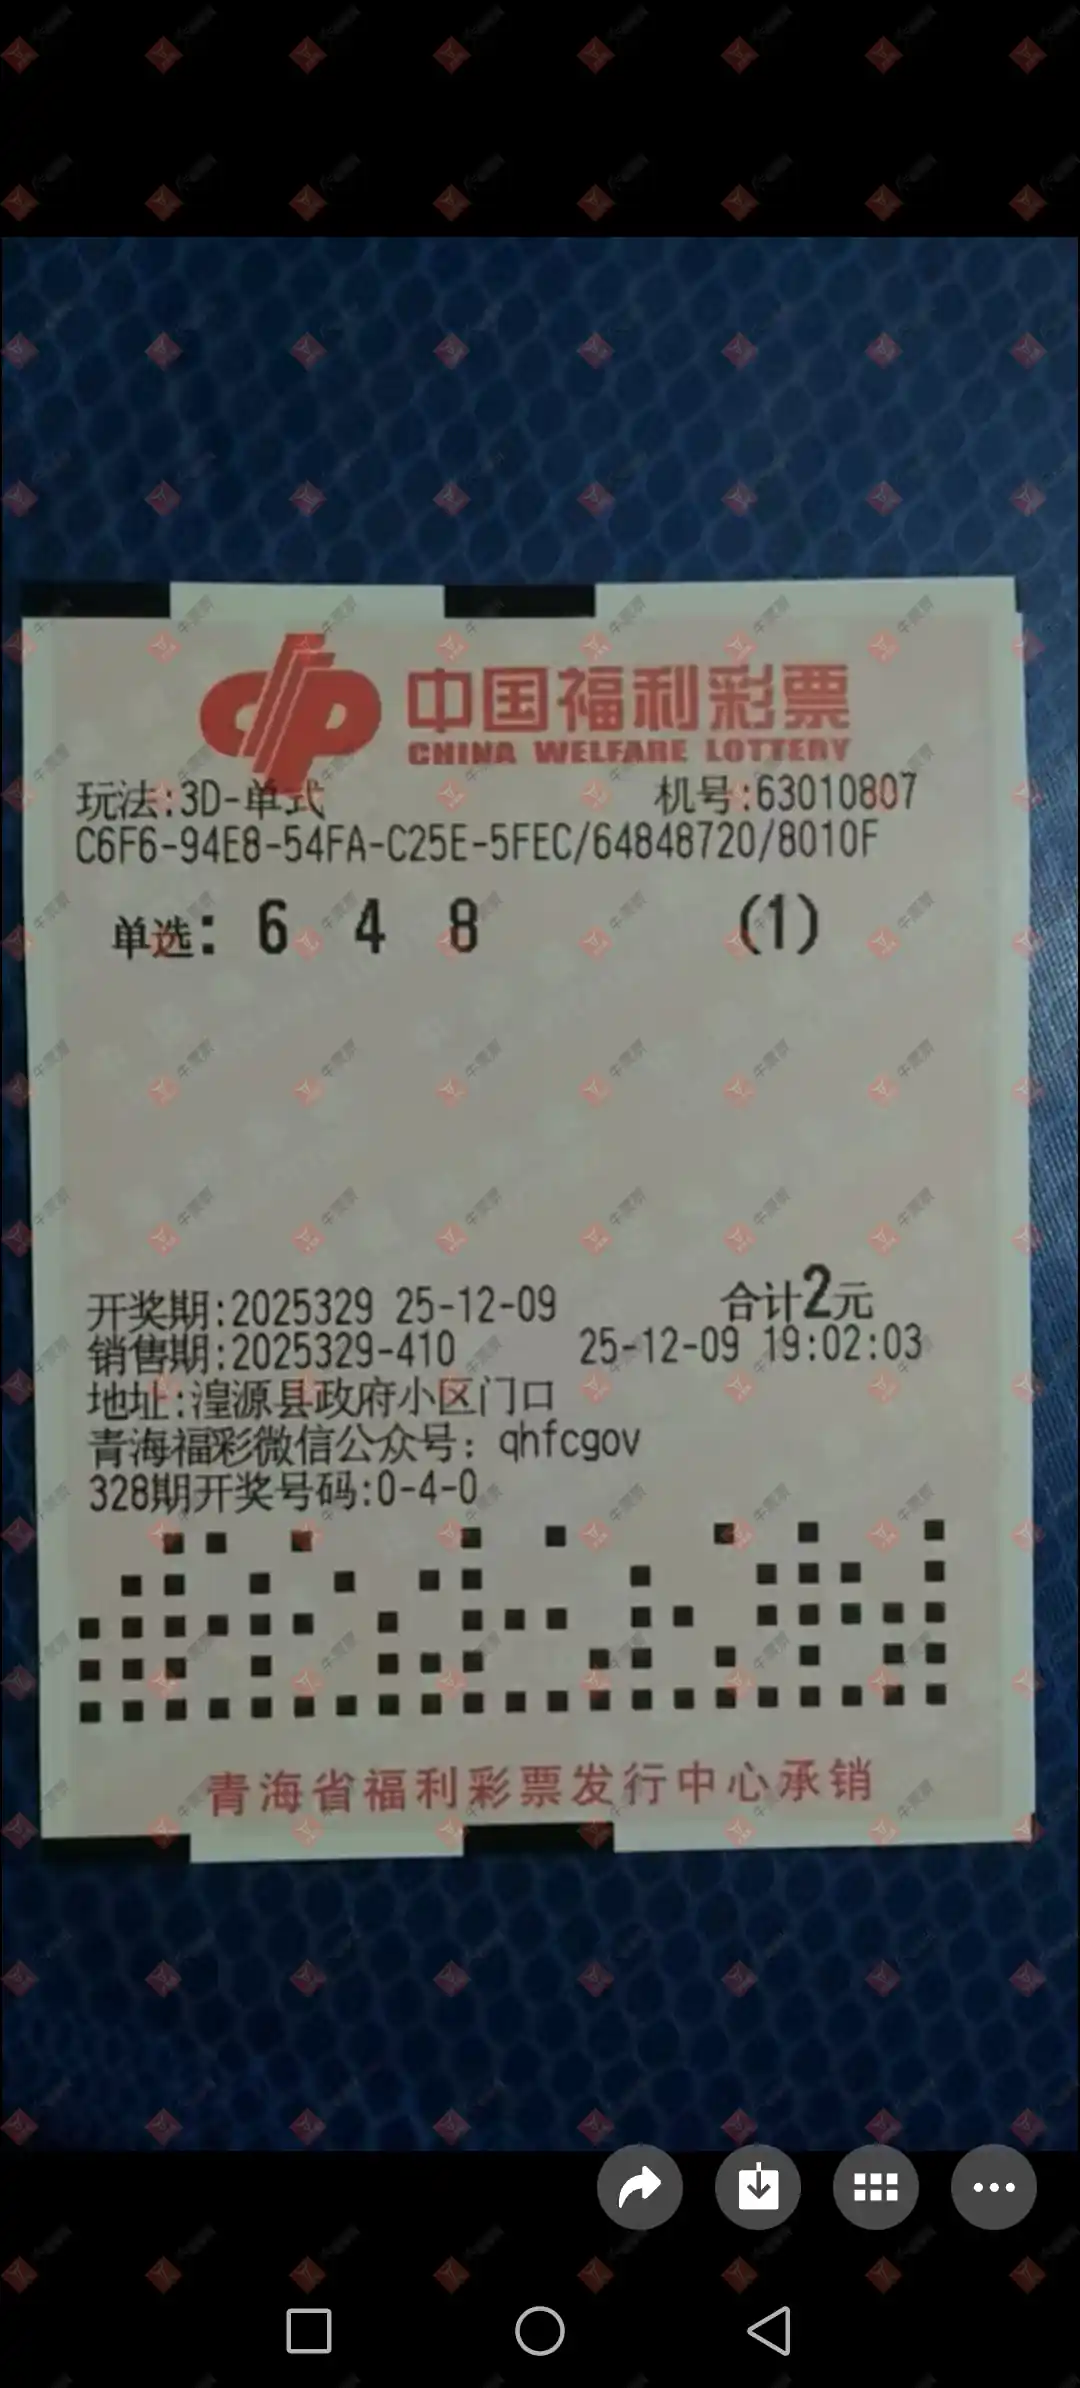 中国福利彩票
CHINA WELFARE LOTTERY
玩法:3D-单式 机号:63010807
C6F6-94E8-54FA-C25E-5FEC/64848720/8010F
单选: 6 4 8 (1)
开奖期:2025329 25-12-09 合计2元
销售期:2025329-410 25-12-09 19:02:03
地址:湟源县政府小区门口
青海福彩微信公众号: qhfcgov
328期开奖号码:0-4-0
青海省福利彩票发行中心承销